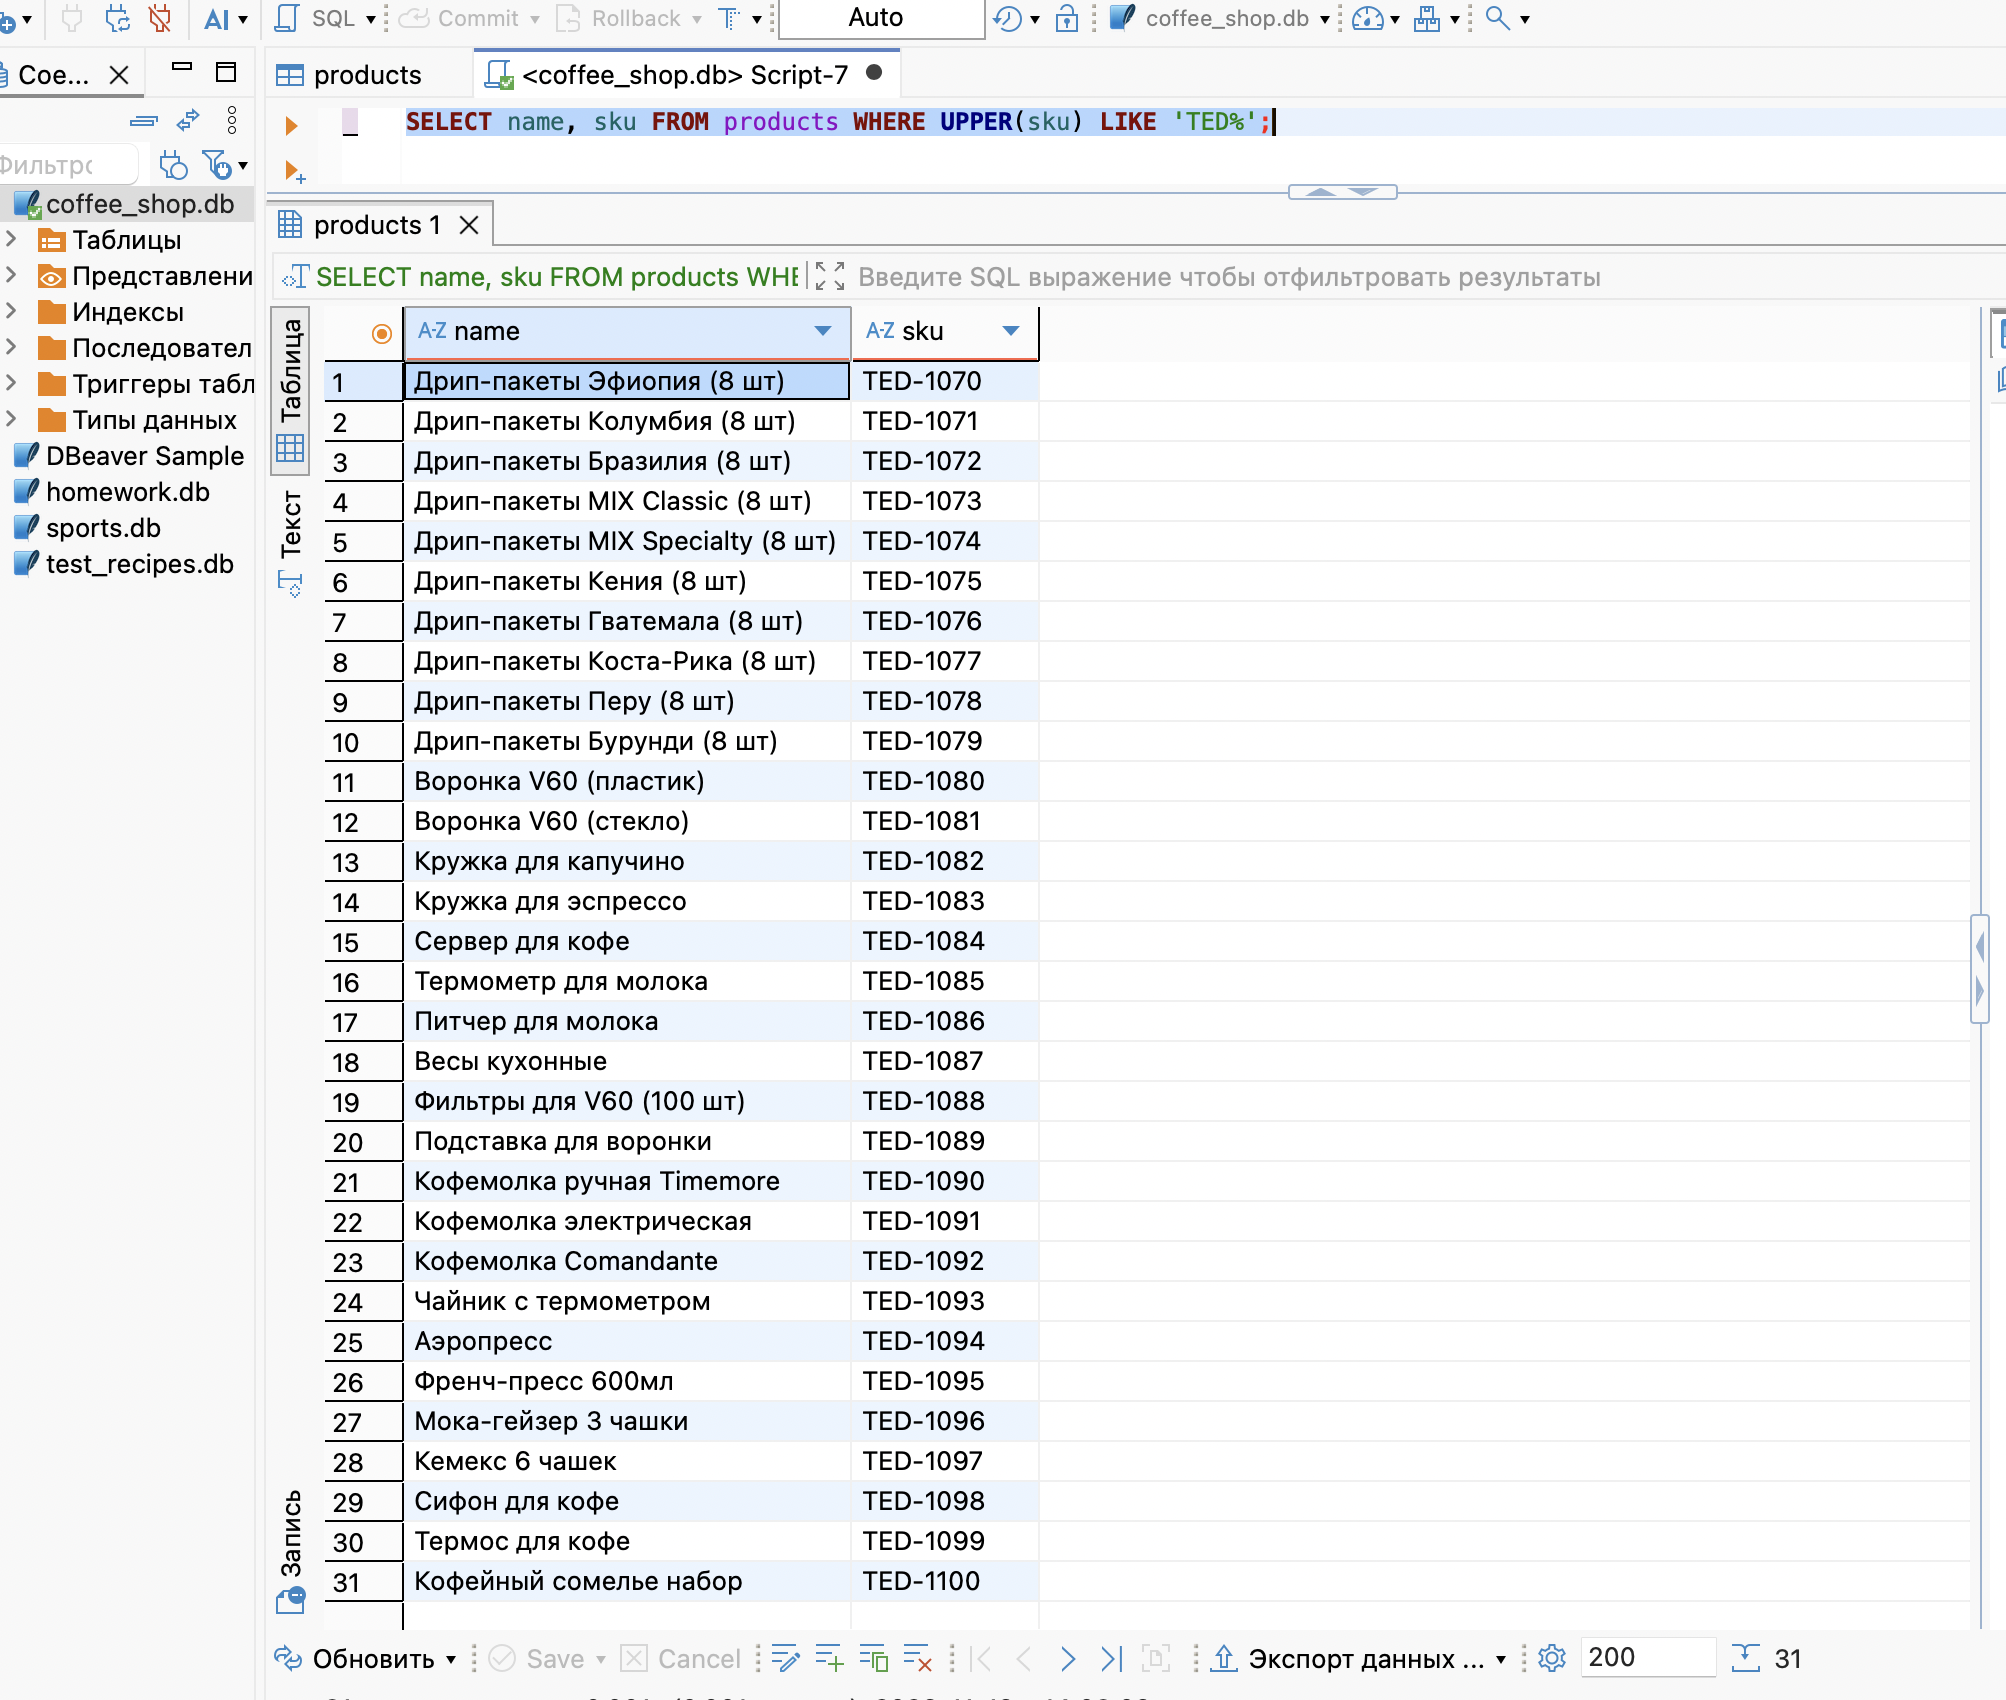 AI SQL Commit Rollback Auto coffee_shop.db
Сое...
products <coffee_shop.db> Script-7
SELECT name, sku FROM products WHERE UPPER(sku) LIKE 'TED%';
coffee_shop.db
Таблицы
Представлени
Индексы
Последовател
Триггеры табл
Типы данных
DBeaver Sample
homework.db
sports.db
test_recipes.db
products 1
SELECT name, sku FROM products WHE Введите SQL выражение чтобы отфильтровать результаты
Таблица
Текст
Запись
A-Z name A-Z sku
1 Дрип-пакеты Эфиопия (8 шт) TED-1070
2 Дрип-пакеты Колумбия (8 шт) TED-1071
3 Дрип-пакеты Бразилия (8 шт) TED-1072
4 Дрип-пакеты MIX Classic (8 шт) TED-1073
5 Дрип-пакеты MIX Specialty (8 шт) TED-1074
6 Дрип-пакеты Кения (8 шт) TED-1075
7 Дрип-пакеты Гватемала (8 шт) TED-1076
8 Дрип-пакеты Коста-Рика (8 шт) TED-1077
9 Дрип-пакеты Перу (8 шт) TED-1078
10 Дрип-пакеты Бурунди (8 шт) TED-1079
11 Воронка V60 (пластик) TED-1080
12 Воронка V60 (стекло) TED-1081
13 Кружка для капучино TED-1082
14 Кружка для эспрессо TED-1083
15 Сервер для кофе TED-1084
16 Термометр для молока TED-1085
17 Питчер для молока TED-1086
18 Весы кухонные TED-1087
19 Фильтры для V60 (100 шт) TED-1088
20 Подставка для воронки TED-1089
21 Кофемолка ручная Timemore TED-1090
22 Кофемолка электрическая TED-1091
23 Кофемолка Comandante TED-1092
24 Чайник с термометром TED-1093
25 Аэропресс TED-1094
26 Френч-пресс 600мл TED-1095
27 Мока-гейзер 3 чашки TED-1096
28 Кемекс 6 чашек TED-1097
29 Сифон для кофе TED-1098
30 Термос для кофе TED-1099
31 Кофейный сомелье набор TED-1100
Обновить Save Cancel Экспорт данных ... 200 31